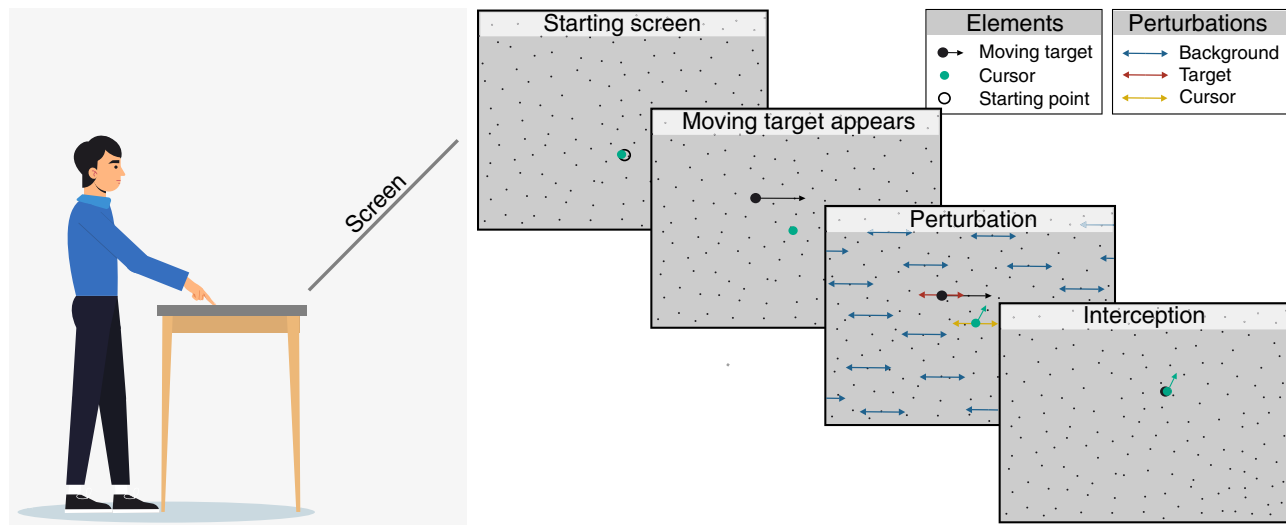 Screen
Starting screen
Moving target appears
Perturbation
Interception
Elements
Moving target
Cursor
Starting point
Perturbations
Background
Target
Cursor